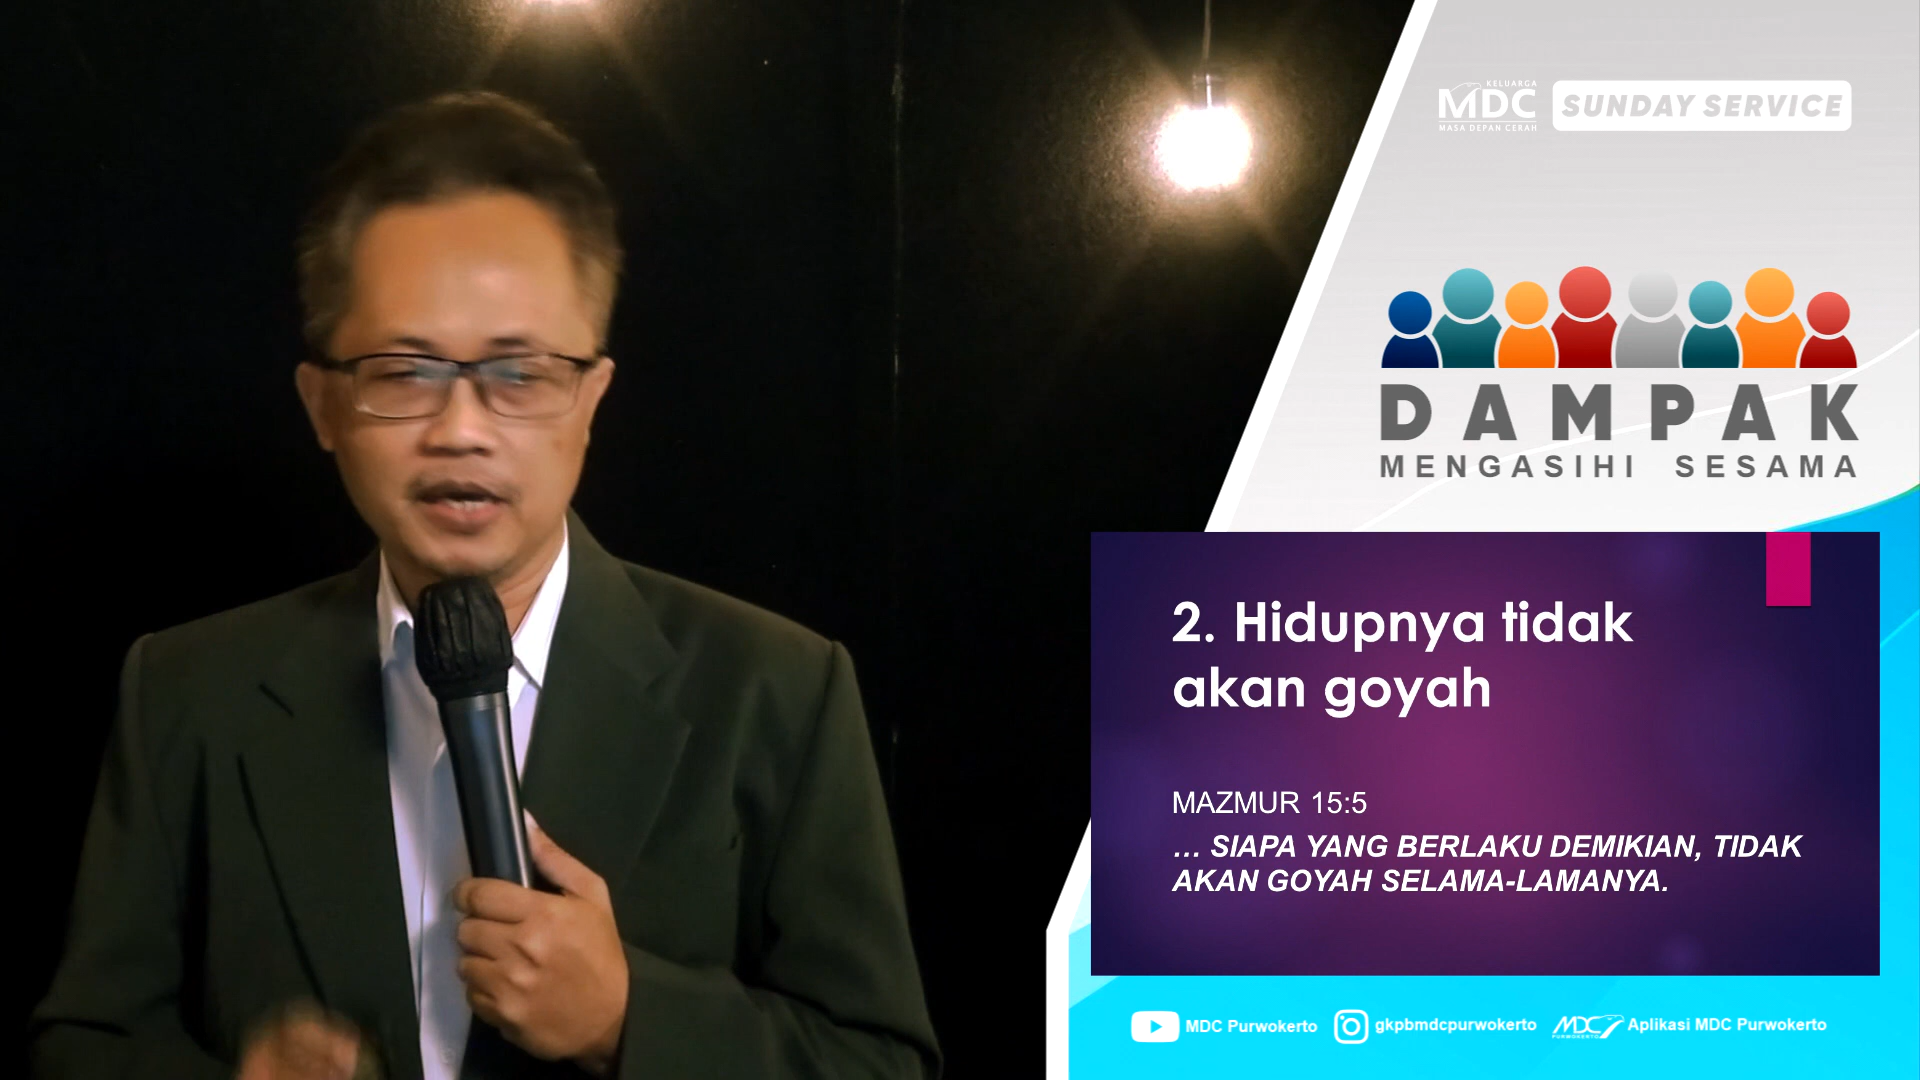 KELUARGA
MDC
MASA DEPAN CERAH
SUNDAY SERVICE
DAMPAK
MENGASIHI SESAMA
2. Hidupnya tidak
akan goyah
MAZMUR 15:5
… SIAPA YANG BERLAKU DEMIKIAN, TIDAK
AKAN GOYAH SELAMA-LAMANYA.
MDC Purwokerto
gkpbmdcpurwokerto
MDC
PURWOKERTO
Aplikasi MDC Purwokerto